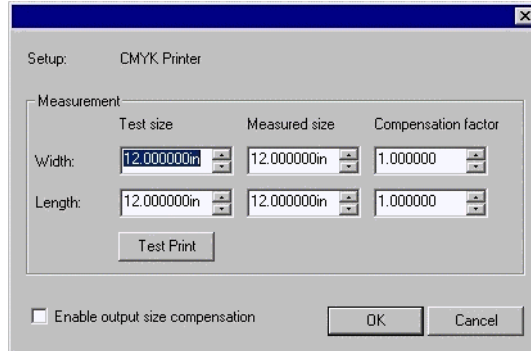 Setup: CMYK Printer
Measurement
Test size Measured size Compensation factor
Width: 12.000000in 12.000000in 1.000000
Length: 12.000000in 12.000000in 1.000000
Test Print
Enable output size compensation OK Cancel